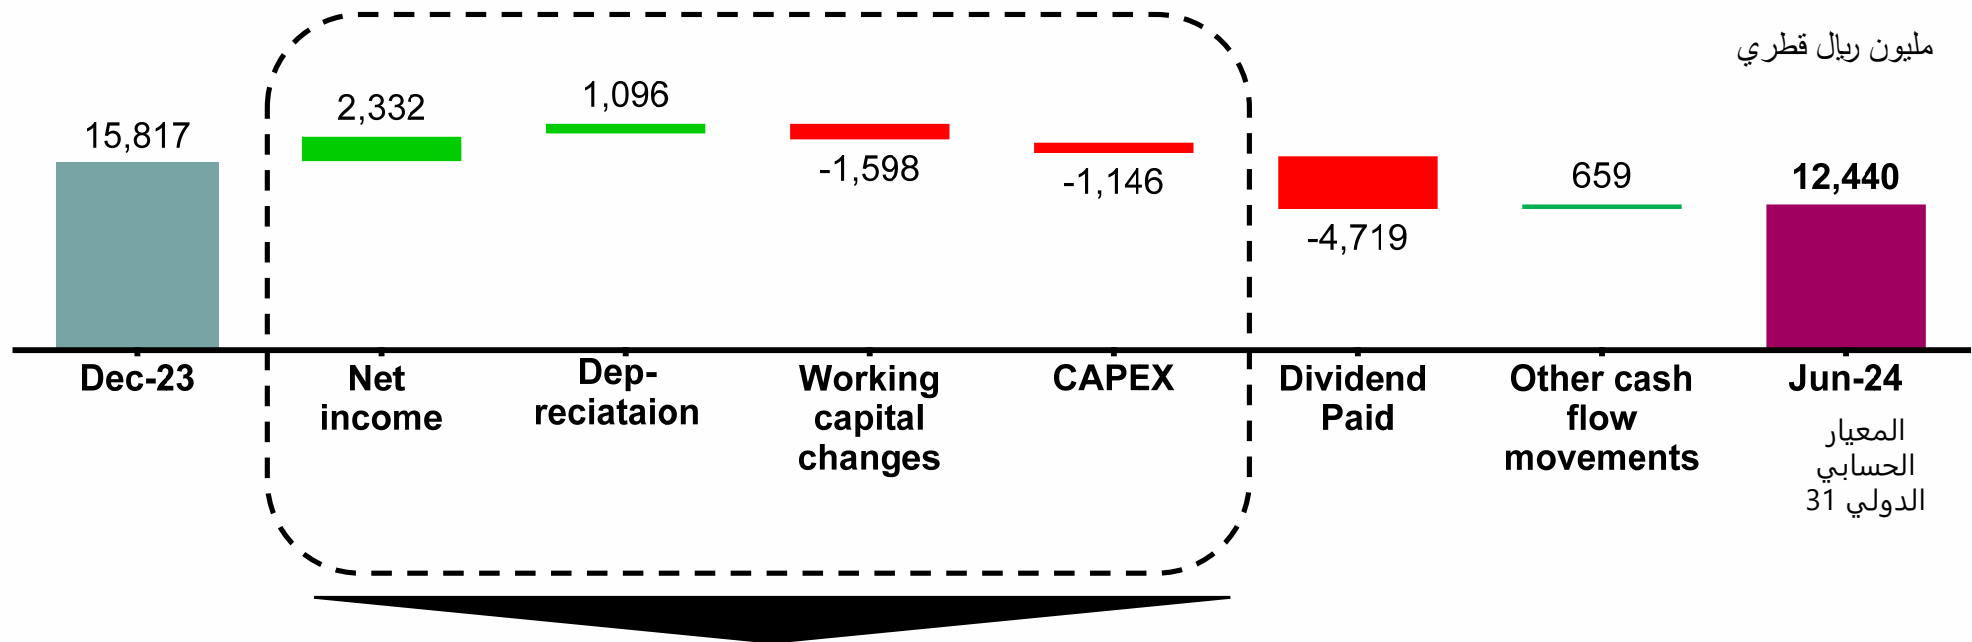 مليون ريال قطري
15,817
2,332
1,096
-1,598
-1,146
-4,719
659
12,440
Dec-23
Net
income
Dep-
reciataion
Working
capital
changes
CAPEX
Dividend
Paid
Other cash
flow
movements
Jun-24
المعيار
الحسابي
الدولي 31